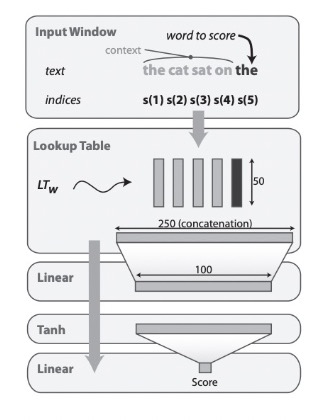 Input Window
word to score
context
text the cat sat on the
indices s(1) s(2) s(3) s(4) s(5)
Lookup Table
LTw
50
250 (concatenation)
Linear
100
Tanh
Linear
Score